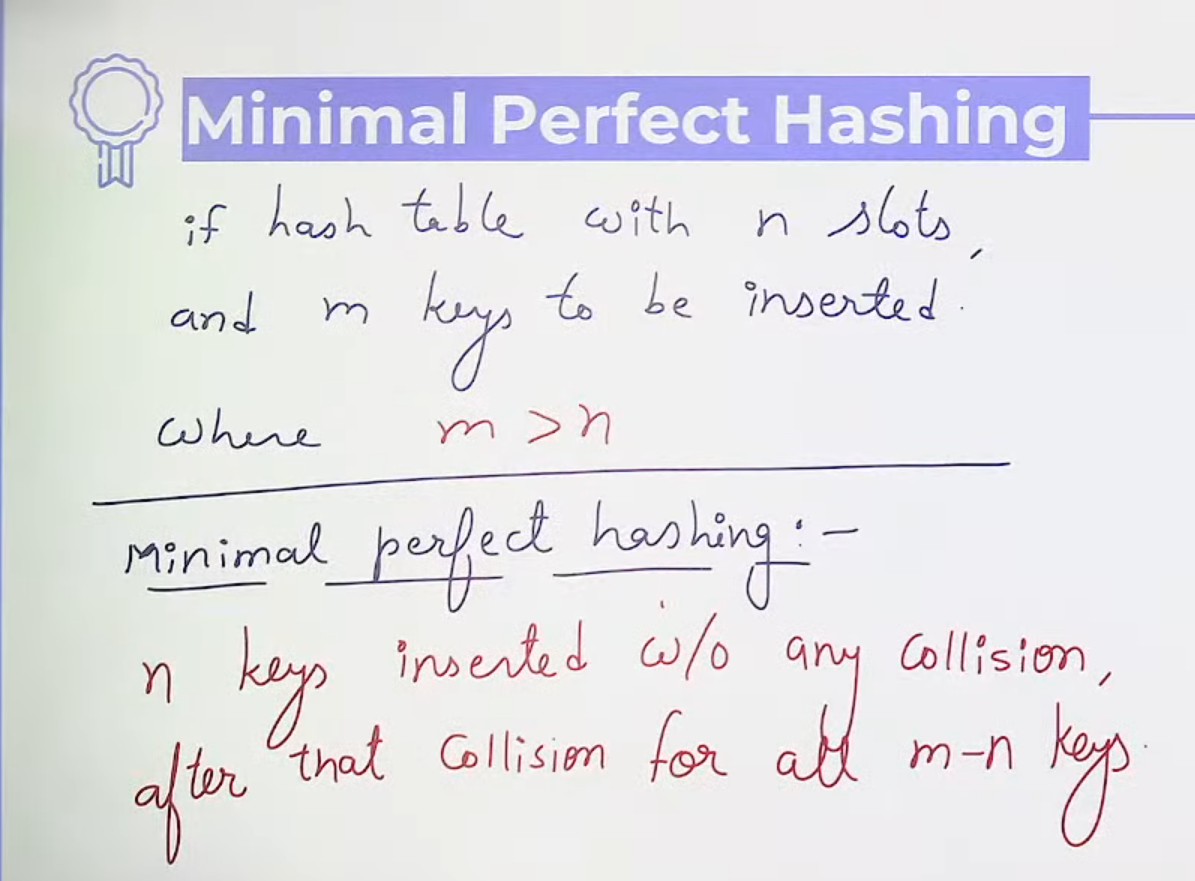 Minimal Perfect Hashing
if hash table with n slots,
and m keys to be inserted.
where m > n
Minimal perfect hashing :-
n keys inserted w/o any collision,
after that collision for all m-n keys.